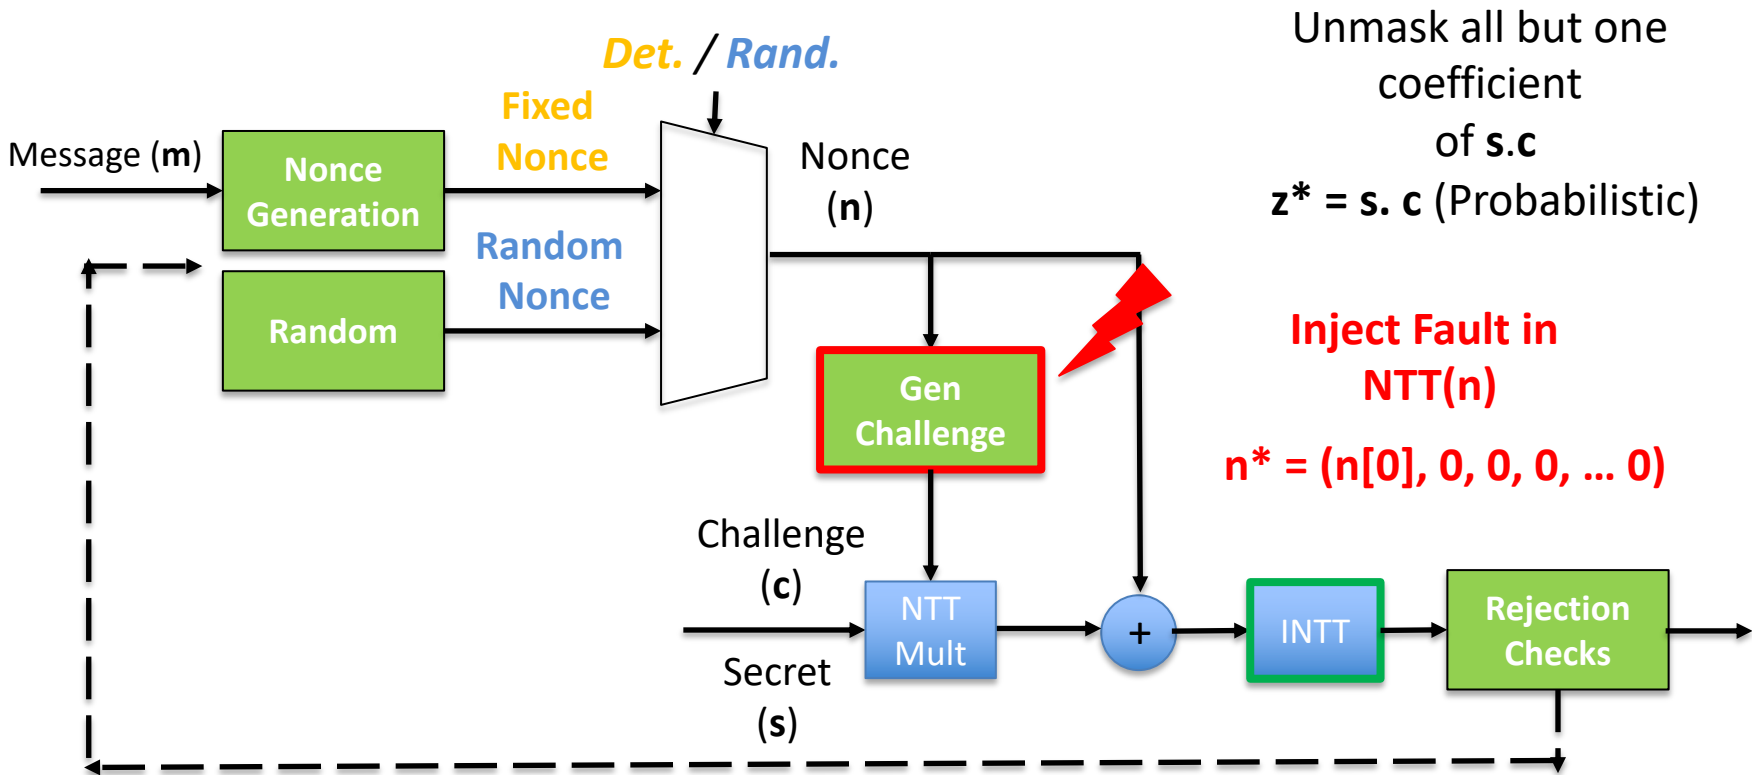 Det. / Rand.
Message (m)
Nonce
Generation
Fixed
Nonce
Random
Nonce
Random
Nonce
(n)
Unmask all but one
coefficient
of s.c
z* = s. c (Probabilistic)
Inject Fault in
NTT(n)
n* = (n[0], 0, 0, 0, … 0)
Gen
Challenge
Challenge
(c)
Secret
(s)
NTT
Mult
+
INTT
Rejection
Checks